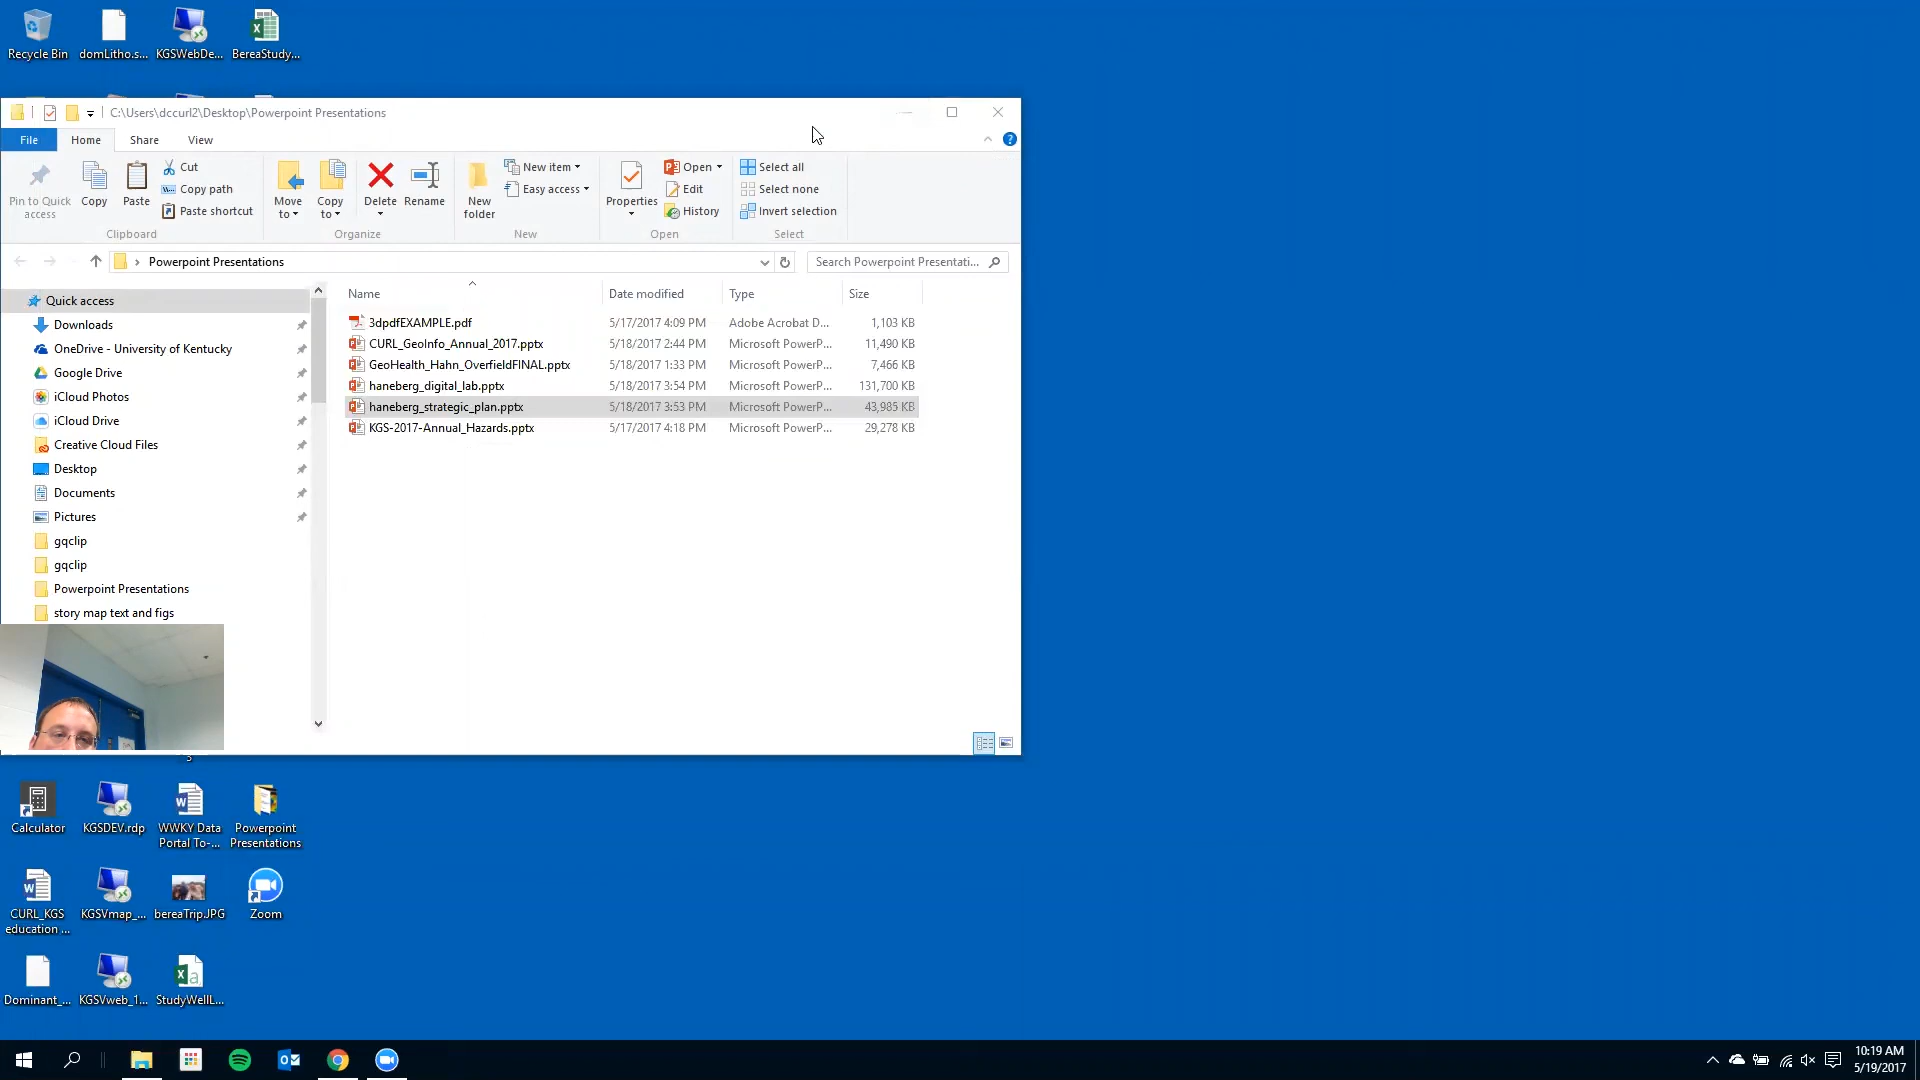 Recycle Bin
domLitho.s...
KGSWebDe...
BereaStudy...
C:\Users\dccurl2\Desktop\Powerpoint Presentations
File
Home
Share
View
Pin to Quick access
Copy
Paste
Cut
Copy path
Paste shortcut
Clipboard
Move to
Copy to
Delete
Rename
Organize
New folder
New item
Easy access
New
Properties
Open
Edit
History
Open
Select all
Select none
Invert selection
Select
Powerpoint Presentations
Search Powerpoint Presentati...
Quick access
Downloads
OneDrive - University of Kentucky
Google Drive
iCloud Photos
iCloud Drive
Creative Cloud Files
Desktop
Documents
Pictures
gqclip
gqclip
Powerpoint Presentations
story map text and figs
Name Date modified Type Size
3dpdfEXAMPLE.pdf 5/17/2017 4:09 PM Adobe Acrobat D... 1,103 KB
CURL_GeoInfo_Annual_2017.pptx 5/18/2017 2:44 PM Microsoft PowerP... 11,490 KB
GeoHealth_Hahn_OverfieldFINAL.pptx 5/18/2017 1:33 PM Microsoft PowerP... 7,466 KB
haneberg_digital_lab.pptx 5/18/2017 3:54 PM Microsoft PowerP... 131,700 KB
haneberg_strategic_plan.pptx 5/18/2017 3:53 PM Microsoft PowerP... 43,985 KB
KGS-2017-Annual_Hazards.pptx 5/17/2017 4:18 PM Microsoft PowerP... 29,278 KB
Calculator
KGSDEV.rdp
WWKY Data
Portal To-...
Powerpoint
Presentations
CURL_KGS
education ...
KGSVmap_...
bereaTrip.JPG
Zoom
Dominant_...
KGSVweb_1...
StudyWellL...
10:19 AM
5/19/2017